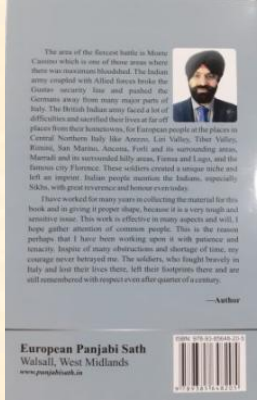 The area of the fiercest battle is Moana
Cassino which is one of those areas where
there was maximum bloodshed. The Indian
army coupled with Allied forces broke the
Gustav security line and pushed the
Germans away from many major parts of
Italy. The British Indian army faced a lot of
difficulties and sacrified their lives at far off
places from their hometowns, for European people at the places in
Central Northern Italy like Arezzo, Liri Valley, Tiber Valley,
Rimini, San Marino, Ancona, Forli and its surrounding areas,
Marradi and its surrounded hilly areas, Fienza and Lugo, and the
famous city Florence. These soldiers created a unique niche and
left an imprint. Indian people mention the Indians, especially
Sikhs, with great reverence and honour even today.
I have worked for many years in collecting the material for this
book and in giving it proper shape, because it is a very tough and
sensitive issue. This work is effective in many aspects and will, I
hope gather attention of common people. This is the reason
perhaps that I have been working upon it with patience and
tenacity. Inspite of many obstructions and shortage of time, my
courage never betrayed me. The soldiers, who fought bravely in
Italy and lost their lives there, left their footprints there and are
still remembered with respect even after quarter of a century.
—Author
European Panjabi Sath
Walsall, West Midlands
www.panjabisath.in
9789381648205